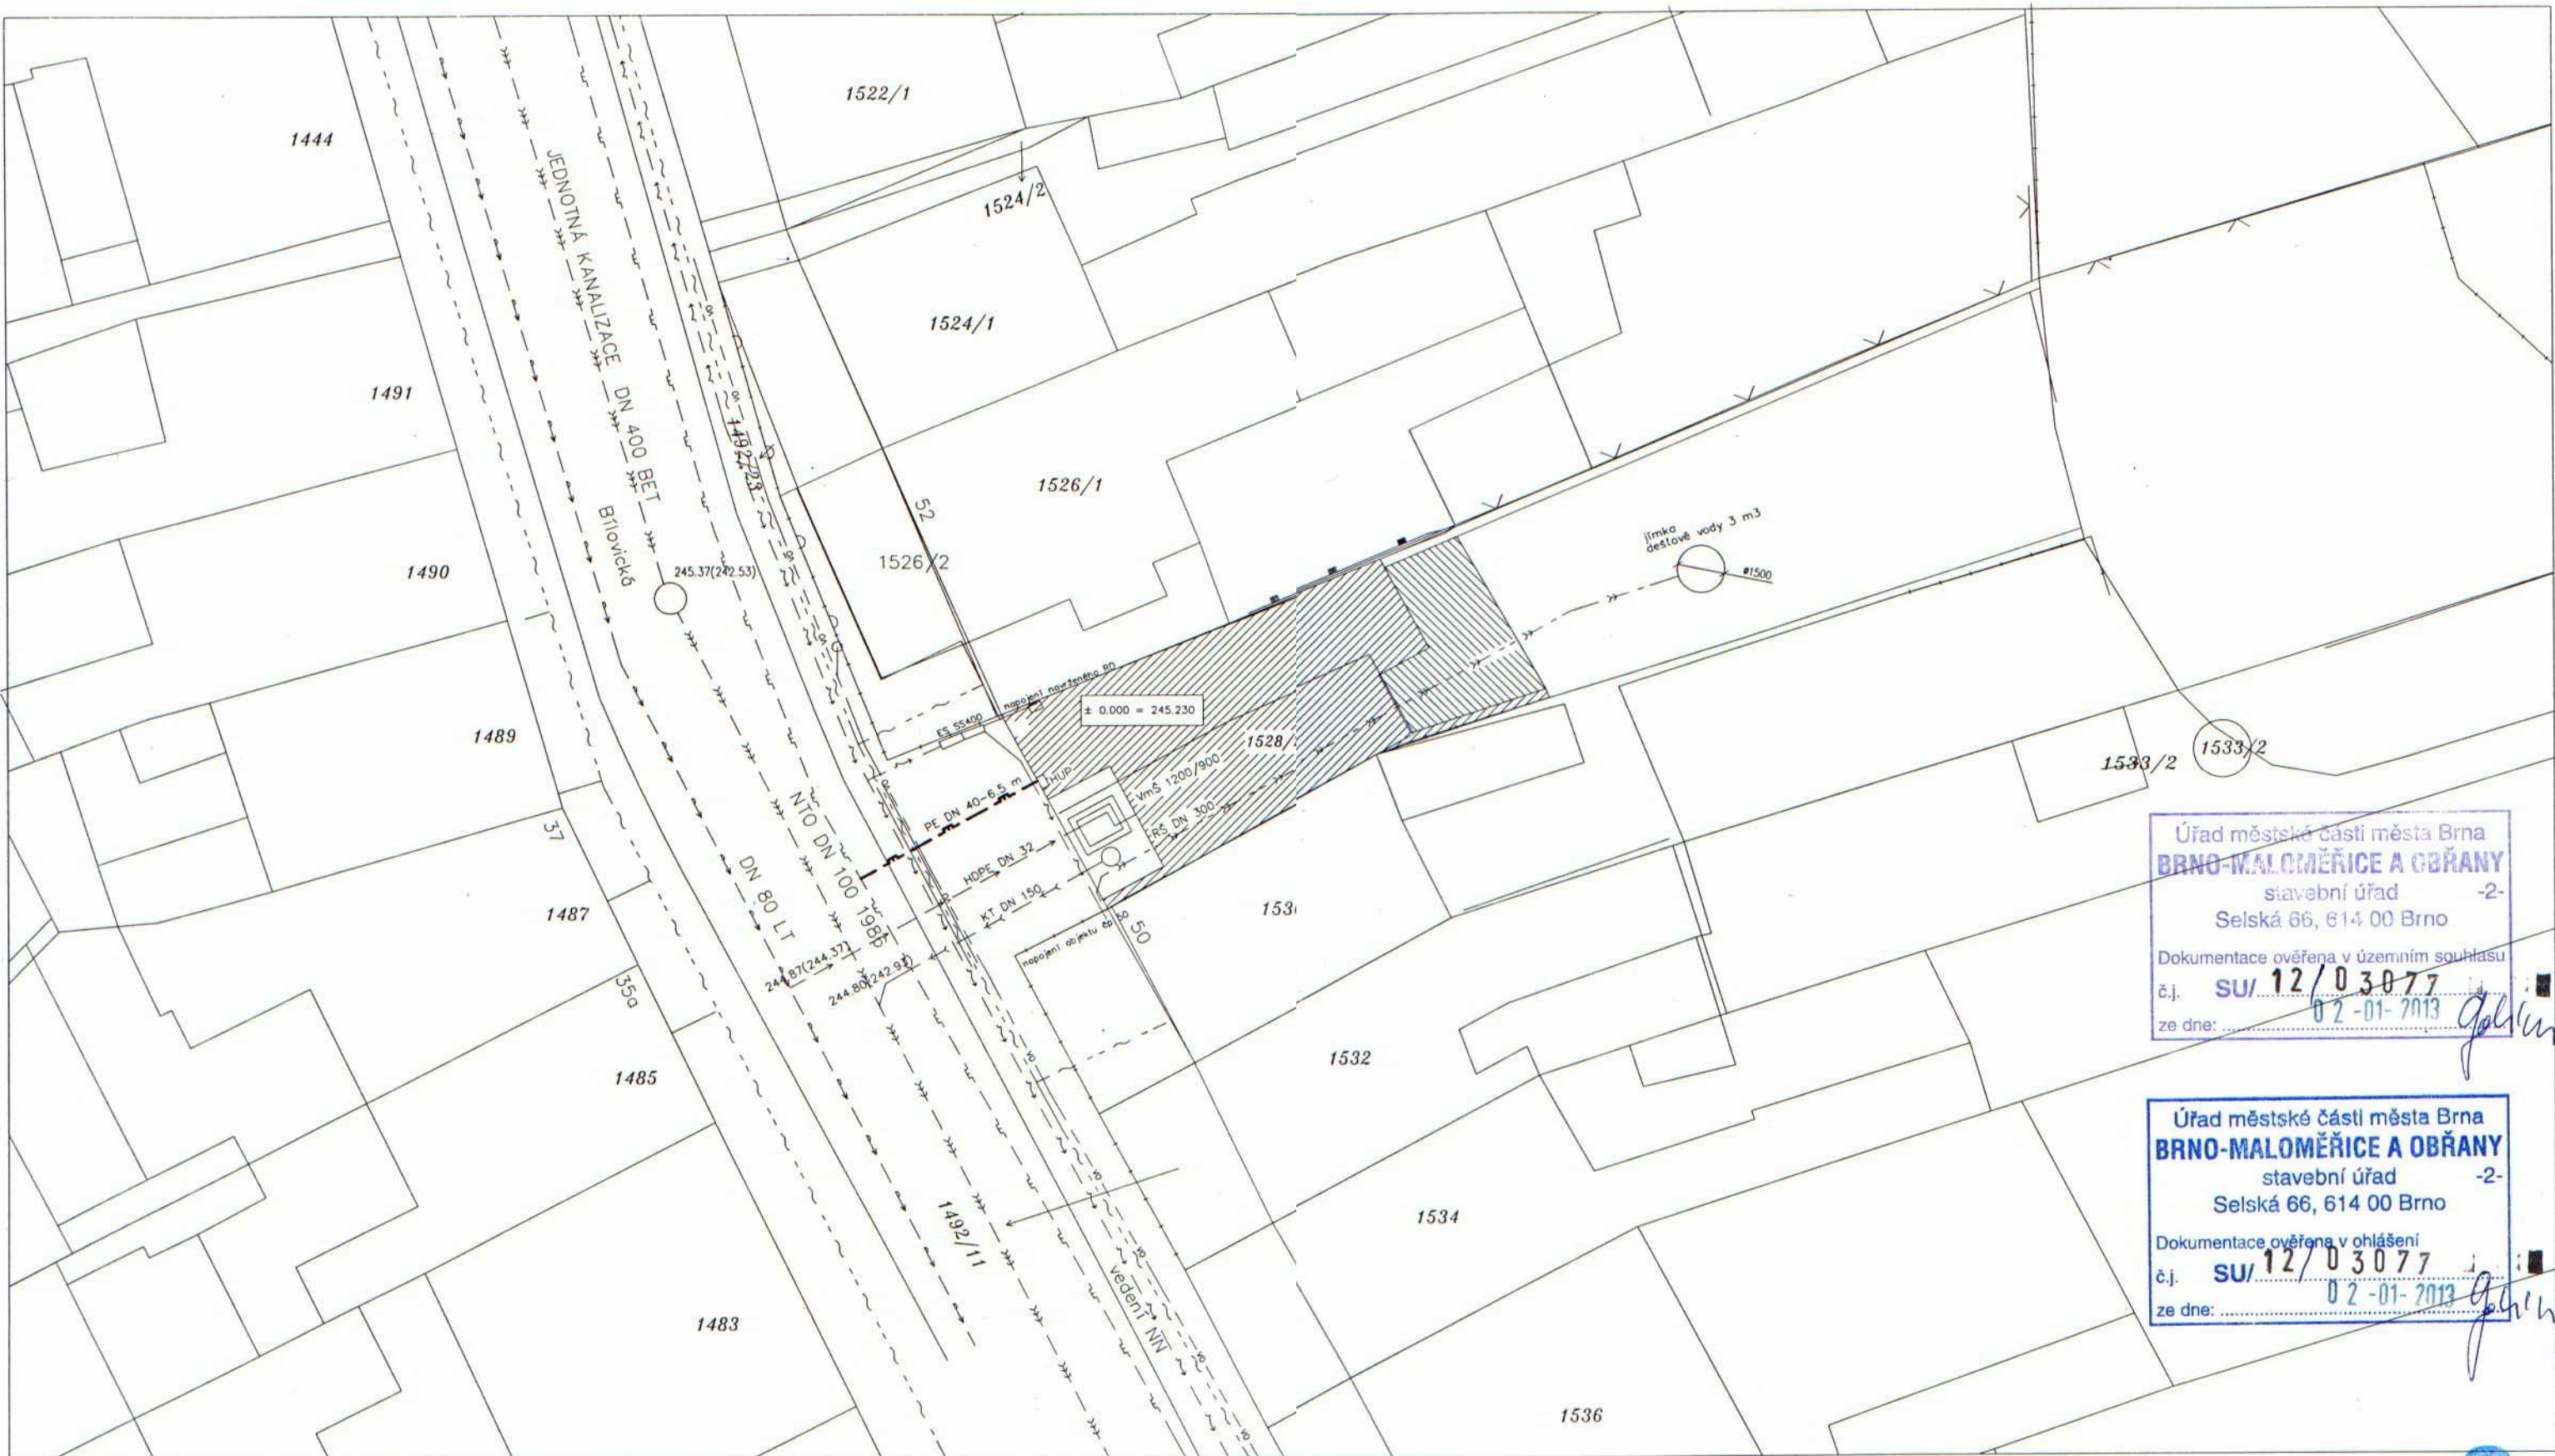 1522/1
1444
JEDNOTNÁ KANALIZACE DN 400 BET
1524/2
1524/1
1491
1492/23
52
1526/1
1526/2
Bílovická
245.37(242.53)
1490
jímka
dešťové vody 3 m3
ø1500
napojení navrženého RD
ES SS400
± 0.000 = 245.230
1489
1528/
1533/2
1533/2
HUP
VmŠ 1200/900
PE DN 40-6.5 m
RŠ DN 300
NTO DN 100 1986
37
DN 80 LT
HDPE DN 32
KT DN 150
1487
153
50
napojení objektu čp 50
244.87(244.37)
244.80(242.93)
35a
1485
1532
1492/11
1534
vedení NN
1483
1536
Úřad městské části města Brna
BRNO-MALOMĚŘICE A OBŘANY
stavební úřad -2-
Selská 66, 614 00 Brno
Dokumentace ověřena v územním souhlasu
č.j. SU/ 12/03077
ze dne: 02-01-2013
Úřad městské části města Brna
BRNO-MALOMĚŘICE A OBŘANY
stavební úřad -2-
Selská 66, 614 00 Brno
Dokumentace ověřena v ohlášení
č.j. SU/ 12/03077
ze dne: 02-01-2013